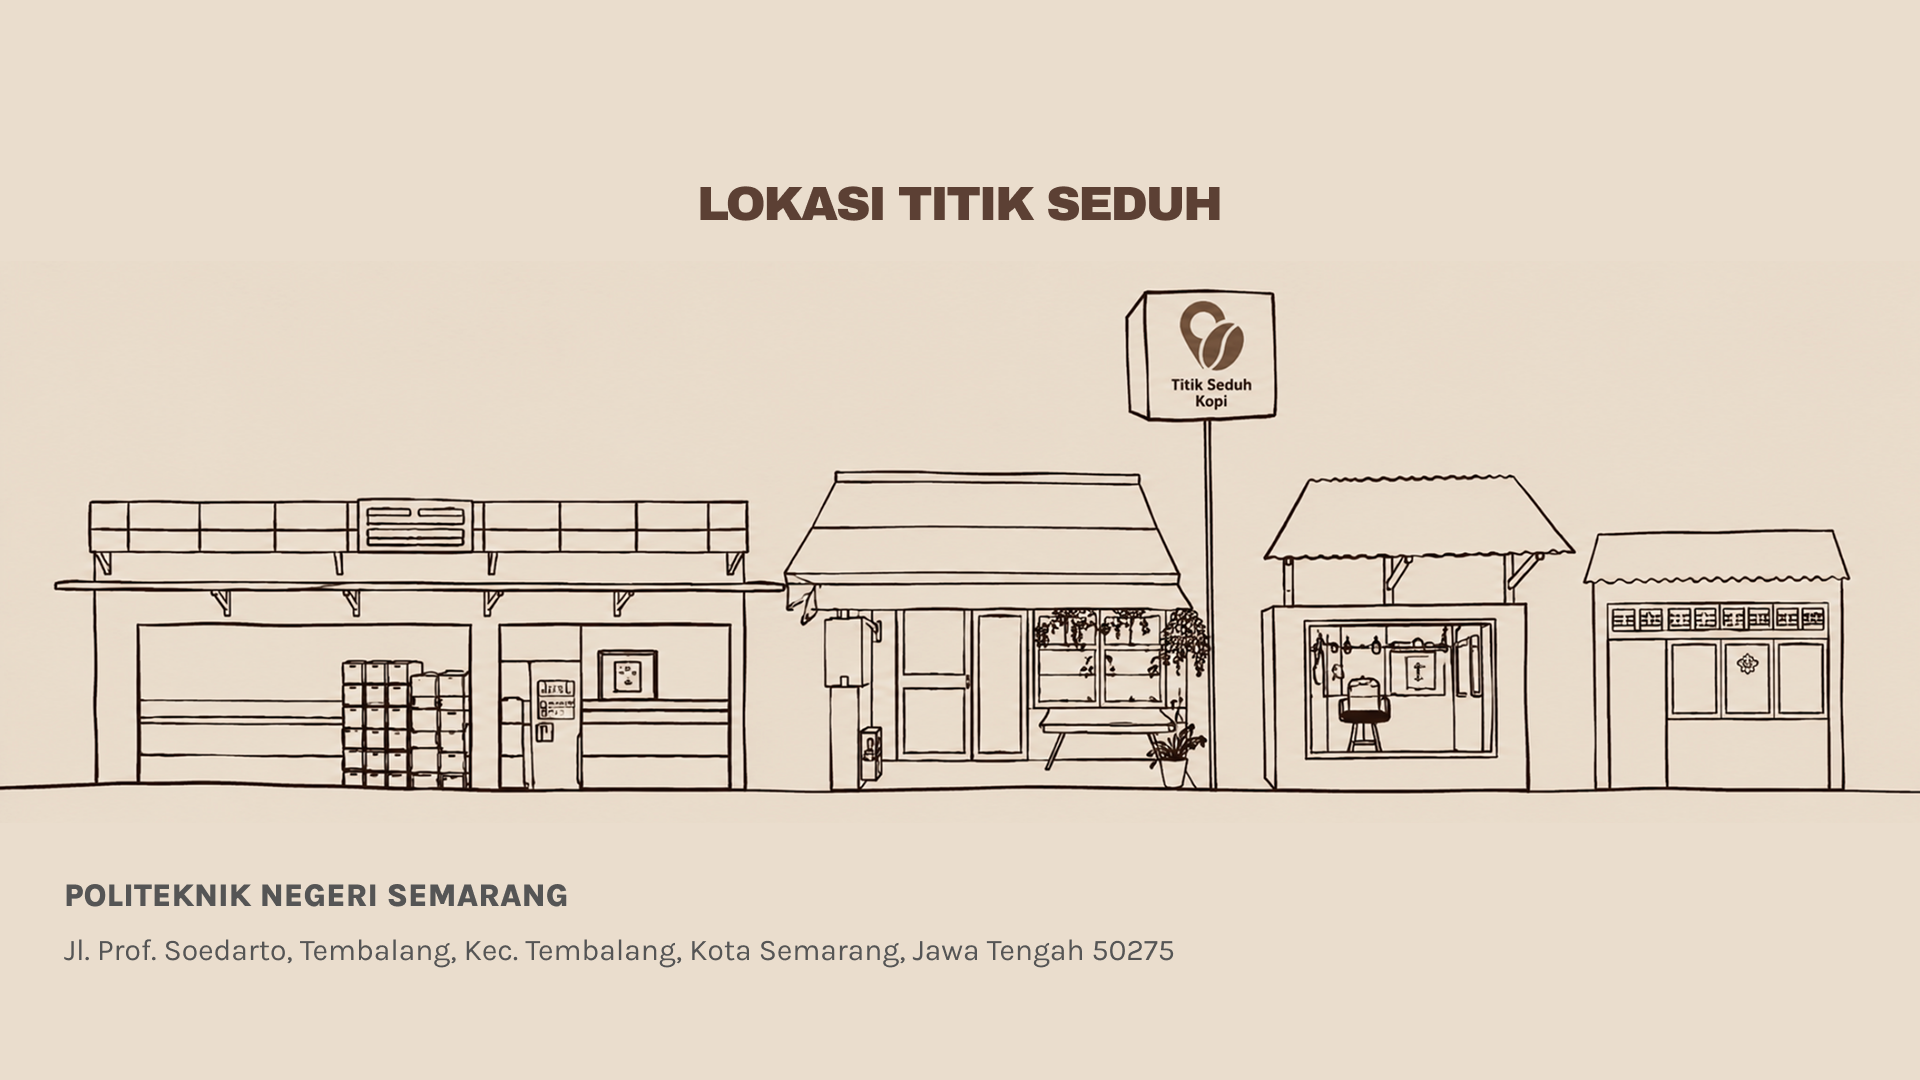 LOKASI TITIK SEDUH
Titik Seduh
Kopi
POLITEKNIK NEGERI SEMARANG
Jl. Prof. Soedarto, Tembalang, Kec. Tembalang, Kota Semarang, Jawa Tengah 50275